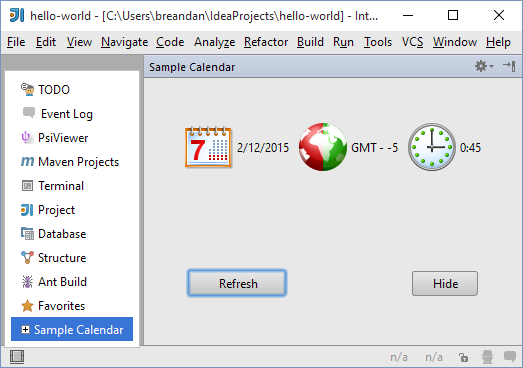 hello-world - [C:\Users\breandan\IdeaProjects\hello-world] - Int...
File Edit View Navigate Code Analyze Refactor Build Run Tools VCS Window Help
Sample Calendar
TODO
Event Log
PsiViewer
Maven Projects
Terminal
Project
Database
Structure
Ant Build
Favorites
Sample Calendar
7 2/12/2015 GMT - -5 0:45
Refresh Hide
n/a n/a